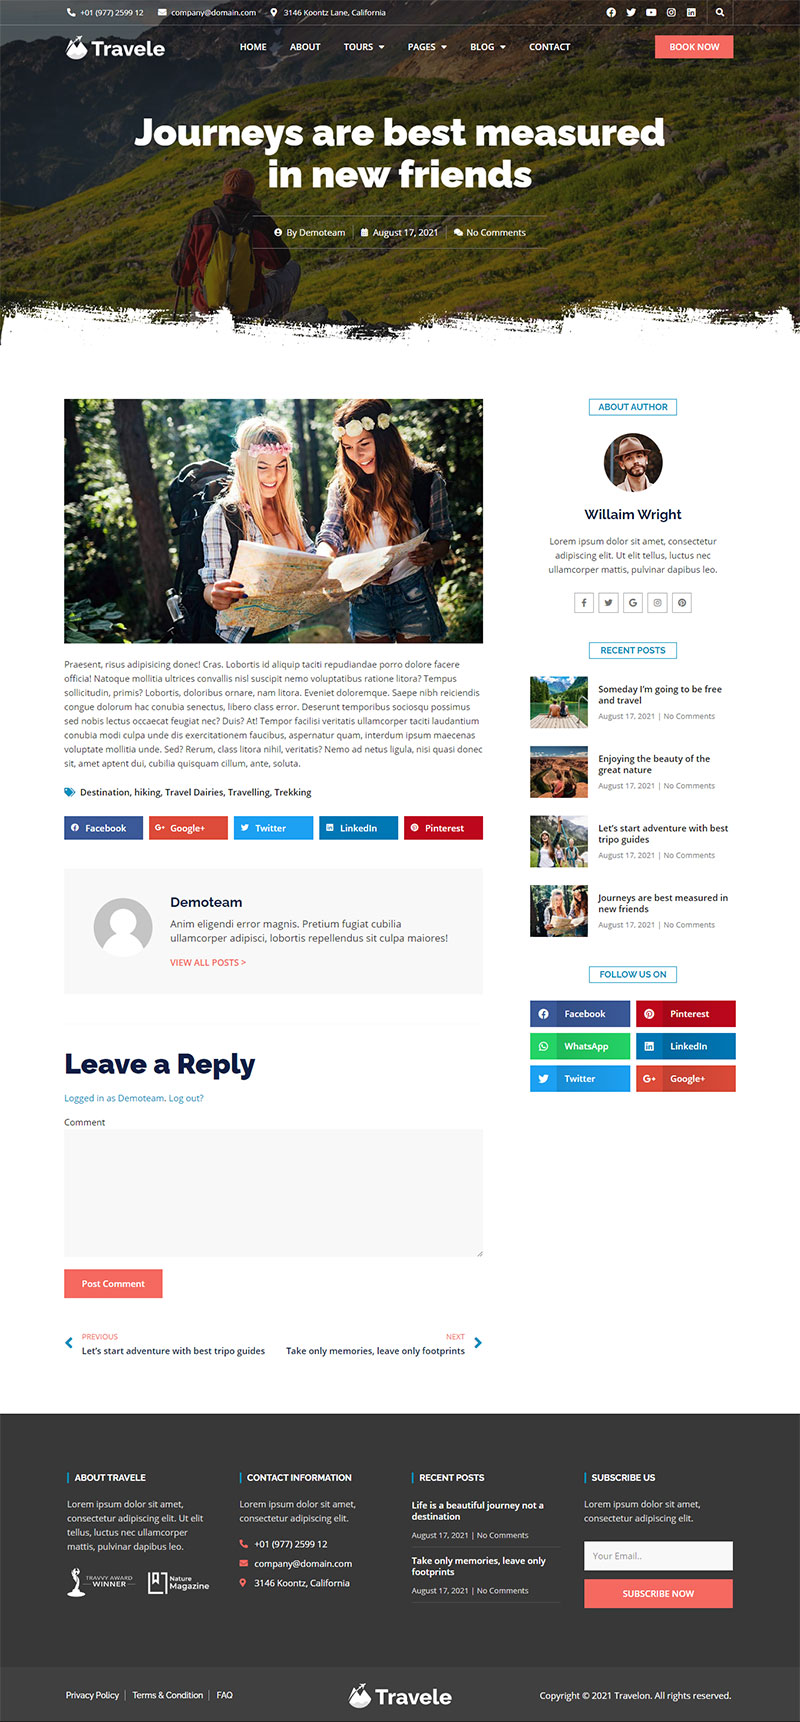 +01 (977) 2599 12 company@domain.com 3146 Koontz Lane, California
Travele HOME ABOUT TOURS PAGES BLOG CONTACT BOOK NOW
Journeys are best measured
in new friends
By Demoteam August 17, 2021 No Comments
Praesent, risus adipisicing donec! Cras. Lobortis id aliquip taciti repudiandae porro dolore facere
officia! Natoque mollitia ultrices convallis nisl suscipit nemo voluptatibus ratione litora? Tempus
sollicitudin, primis? Lobortis, doloribus ornare, nam litora. Eveniet doloremque. Saepe nibh reiciendis
congue dolorum hac conubia senectus, libero class error. Deserunt temporibus sociosqu possimus
sed nobis lectus occaecat feugiat nec? Duis? At! Tempor facilisi veritatis ullamcorper taciti laudantium
conubia modi culpa unde dis exercitationem faucibus, aspernatur quam, interdum ipsum maecenas
voluptate mollitia unde. Sed? Rerum, class litora nihil, veritatis? Nemo ad netus ligula, nisi quasi donec
sit, amet aptent dui, cubilia quisquam cillum, ante, soluta.
Destination, hiking, Travel Dairies, Travelling, Trekking
Facebook Google+ Twitter LinkedIn Pinterest
Demoteam
Anim eligendi error magnis. Pretium fugiat cubilia
ullamcorper adipisci, lobortis repellendus sit culpa maiores!
VIEW ALL POSTS >
Leave a Reply
Logged in as Demoteam. Log out?
Comment
Post Comment
PREVIOUS
Let's start adventure with best tripo guides
NEXT
Take only memories, leave only footprints
ABOUT AUTHOR
Willaim Wright
Lorem ipsum dolor sit amet, consectetur
adipiscing elit. Ut elit tellus, luctus nec
ullamcorper mattis, pulvinar dapibus leo.
RECENT POSTS
Someday I'm going to be free
and travel
August 17, 2021 | No Comments
Enjoying the beauty of the
great nature
August 17, 2021 | No Comments
Let's start adventure with best
tripo guides
August 17, 2021 | No Comments
Journeys are best measured in
new friends
August 17, 2021 | No Comments
FOLLOW US ON
Facebook Pinterest
WhatsApp LinkedIn
Twitter Google+
ABOUT TRAVELE
Lorem ipsum dolor sit amet,
consectetur adipiscing elit. Ut elit
tellus, luctus nec ullamcorper
mattis, pulvinar dapibus leo.
TRAVVY AWARD
WINNER
Nature
Magazine
CONTACT INFORMATION
Lorem ipsum dolor sit amet,
consectetur adipiscing elit.
+01 (977) 2599 12
company@domain.com
3146 Koontz, California
RECENT POSTS
Life is a beautiful journey not a
destination
August 17, 2021 | No Comments
Take only memories, leave only
footprints
August 17, 2021 | No Comments
SUBSCRIBE US
Lorem ipsum dolor sit amet,
consectetur adipiscing elit.
Your Email..
SUBSCRIBE NOW
Privacy Policy Terms & Condition FAQ
Travele
Copyright © 2021 Travelon. All rights reserved.